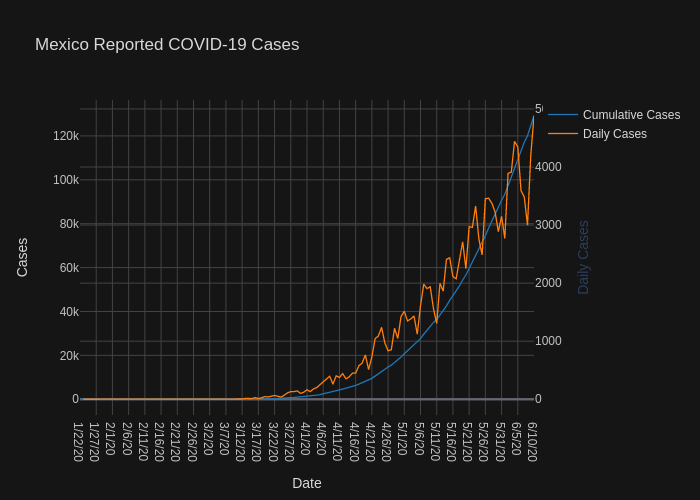 Mexico Reported COVID-19 Cases
Cumulative Cases
Daily Cases
120k
100k
80k
60k
40k
20k
0
4000
3000
2000
1000
0
Cases
Daily Cases
1/22/20
1/27/20
2/1/20
2/6/20
2/11/20
2/16/20
2/21/20
2/26/20
3/2/20
3/7/20
3/12/20
3/17/20
3/22/20
3/27/20
4/1/20
4/6/20
4/11/20
4/16/20
4/21/20
4/26/20
5/1/20
5/6/20
5/11/20
5/16/20
5/21/20
5/26/20
5/31/20
6/5/20
6/10/20
Date